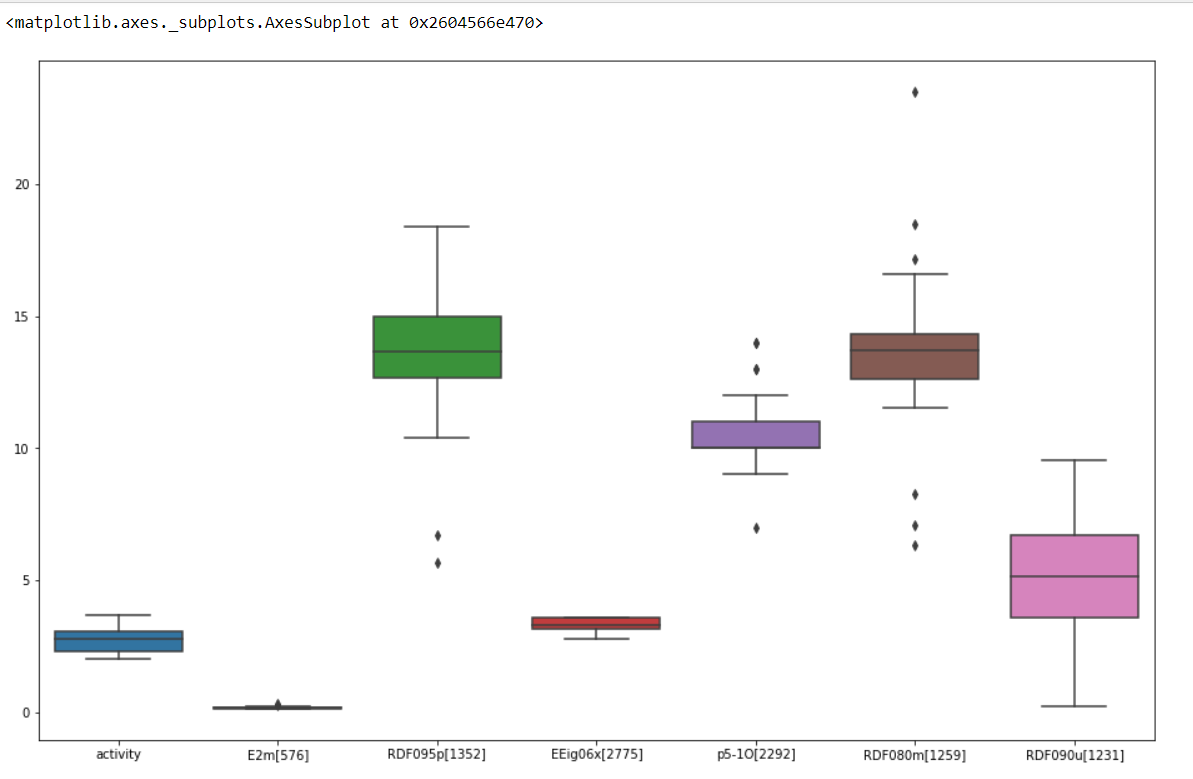 <matplotlib.axes._subplots.AxesSubplot at 0x2604566e470>
20
15
10
5
0
activity E2m[576] RDF095p[1352] EEig06x[2775] p5-1O[2292] RDF080m[1259] RDF090u[1231]